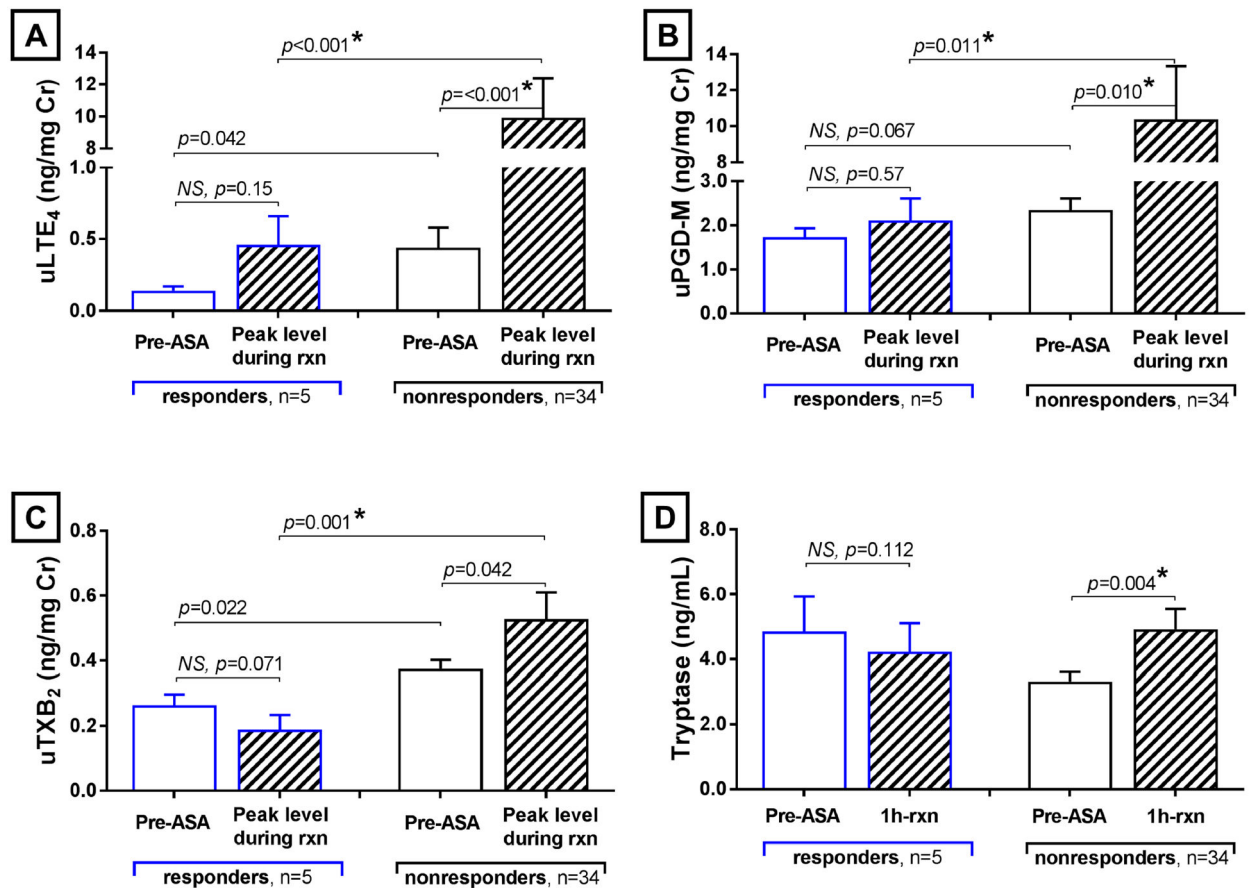 A
uLTE4 (ng/mg Cr)
14
12
10
8
1.0
0.5
0.0
p<0.001*
p=<0.001*
p=0.042
NS, p=0.15
Pre-ASA
Peak level
during rxn
Pre-ASA
Peak level
during rxn
responders, n=5
nonresponders, n=34
B
uPGD-M (ng/mg Cr)
14
12
10
8
3.0
2.0
1.0
0.0
p=0.011*
p=0.010*
NS, p=0.067
NS, p=0.57
Pre-ASA
Peak level
during rxn
Pre-ASA
Peak level
during rxn
responders, n=5
nonresponders, n=34
C
uTXB2 (ng/mg Cr)
0.8
0.6
0.4
0.2
0.0
p=0.001*
p=0.042
p=0.022
NS, p=0.071
Pre-ASA
Peak level
during rxn
Pre-ASA
Peak level
during rxn
responders, n=5
nonresponders, n=34
D
Tryptase (ng/mL)
8.0
6.0
4.0
2.0
0.0
NS, p=0.112
p=0.004*
Pre-ASA
1h-rxn
Pre-ASA
1h-rxn
responders, n=5
nonresponders, n=34